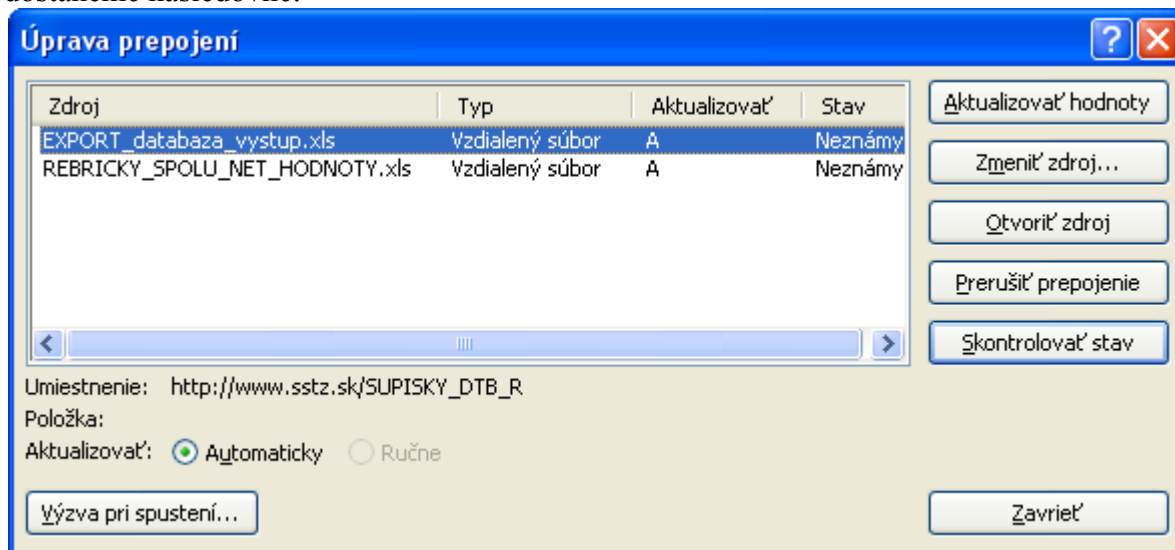 dostaneme nasledovné:
Úprava prepojení
Zdroj Typ Aktualizovať Stav
EXPORT_databaza_vystup.xls Vzdialený súbor A Neznámy
REBRICKY_SPOLU_NET_HODNOTY.xls Vzdialený súbor A Neznámy
Aktualizovať hodnoty
Zmeniť zdroj...
Otvoriť zdroj
Prerušiť prepojenie
Skontrolovať stav
Umiestnenie: http://www.sstz.sk/SUPISKY_DTB_R
Položka:
Aktualizovať: Automaticky Ručne
Výzva pri spustení... Zavrieť